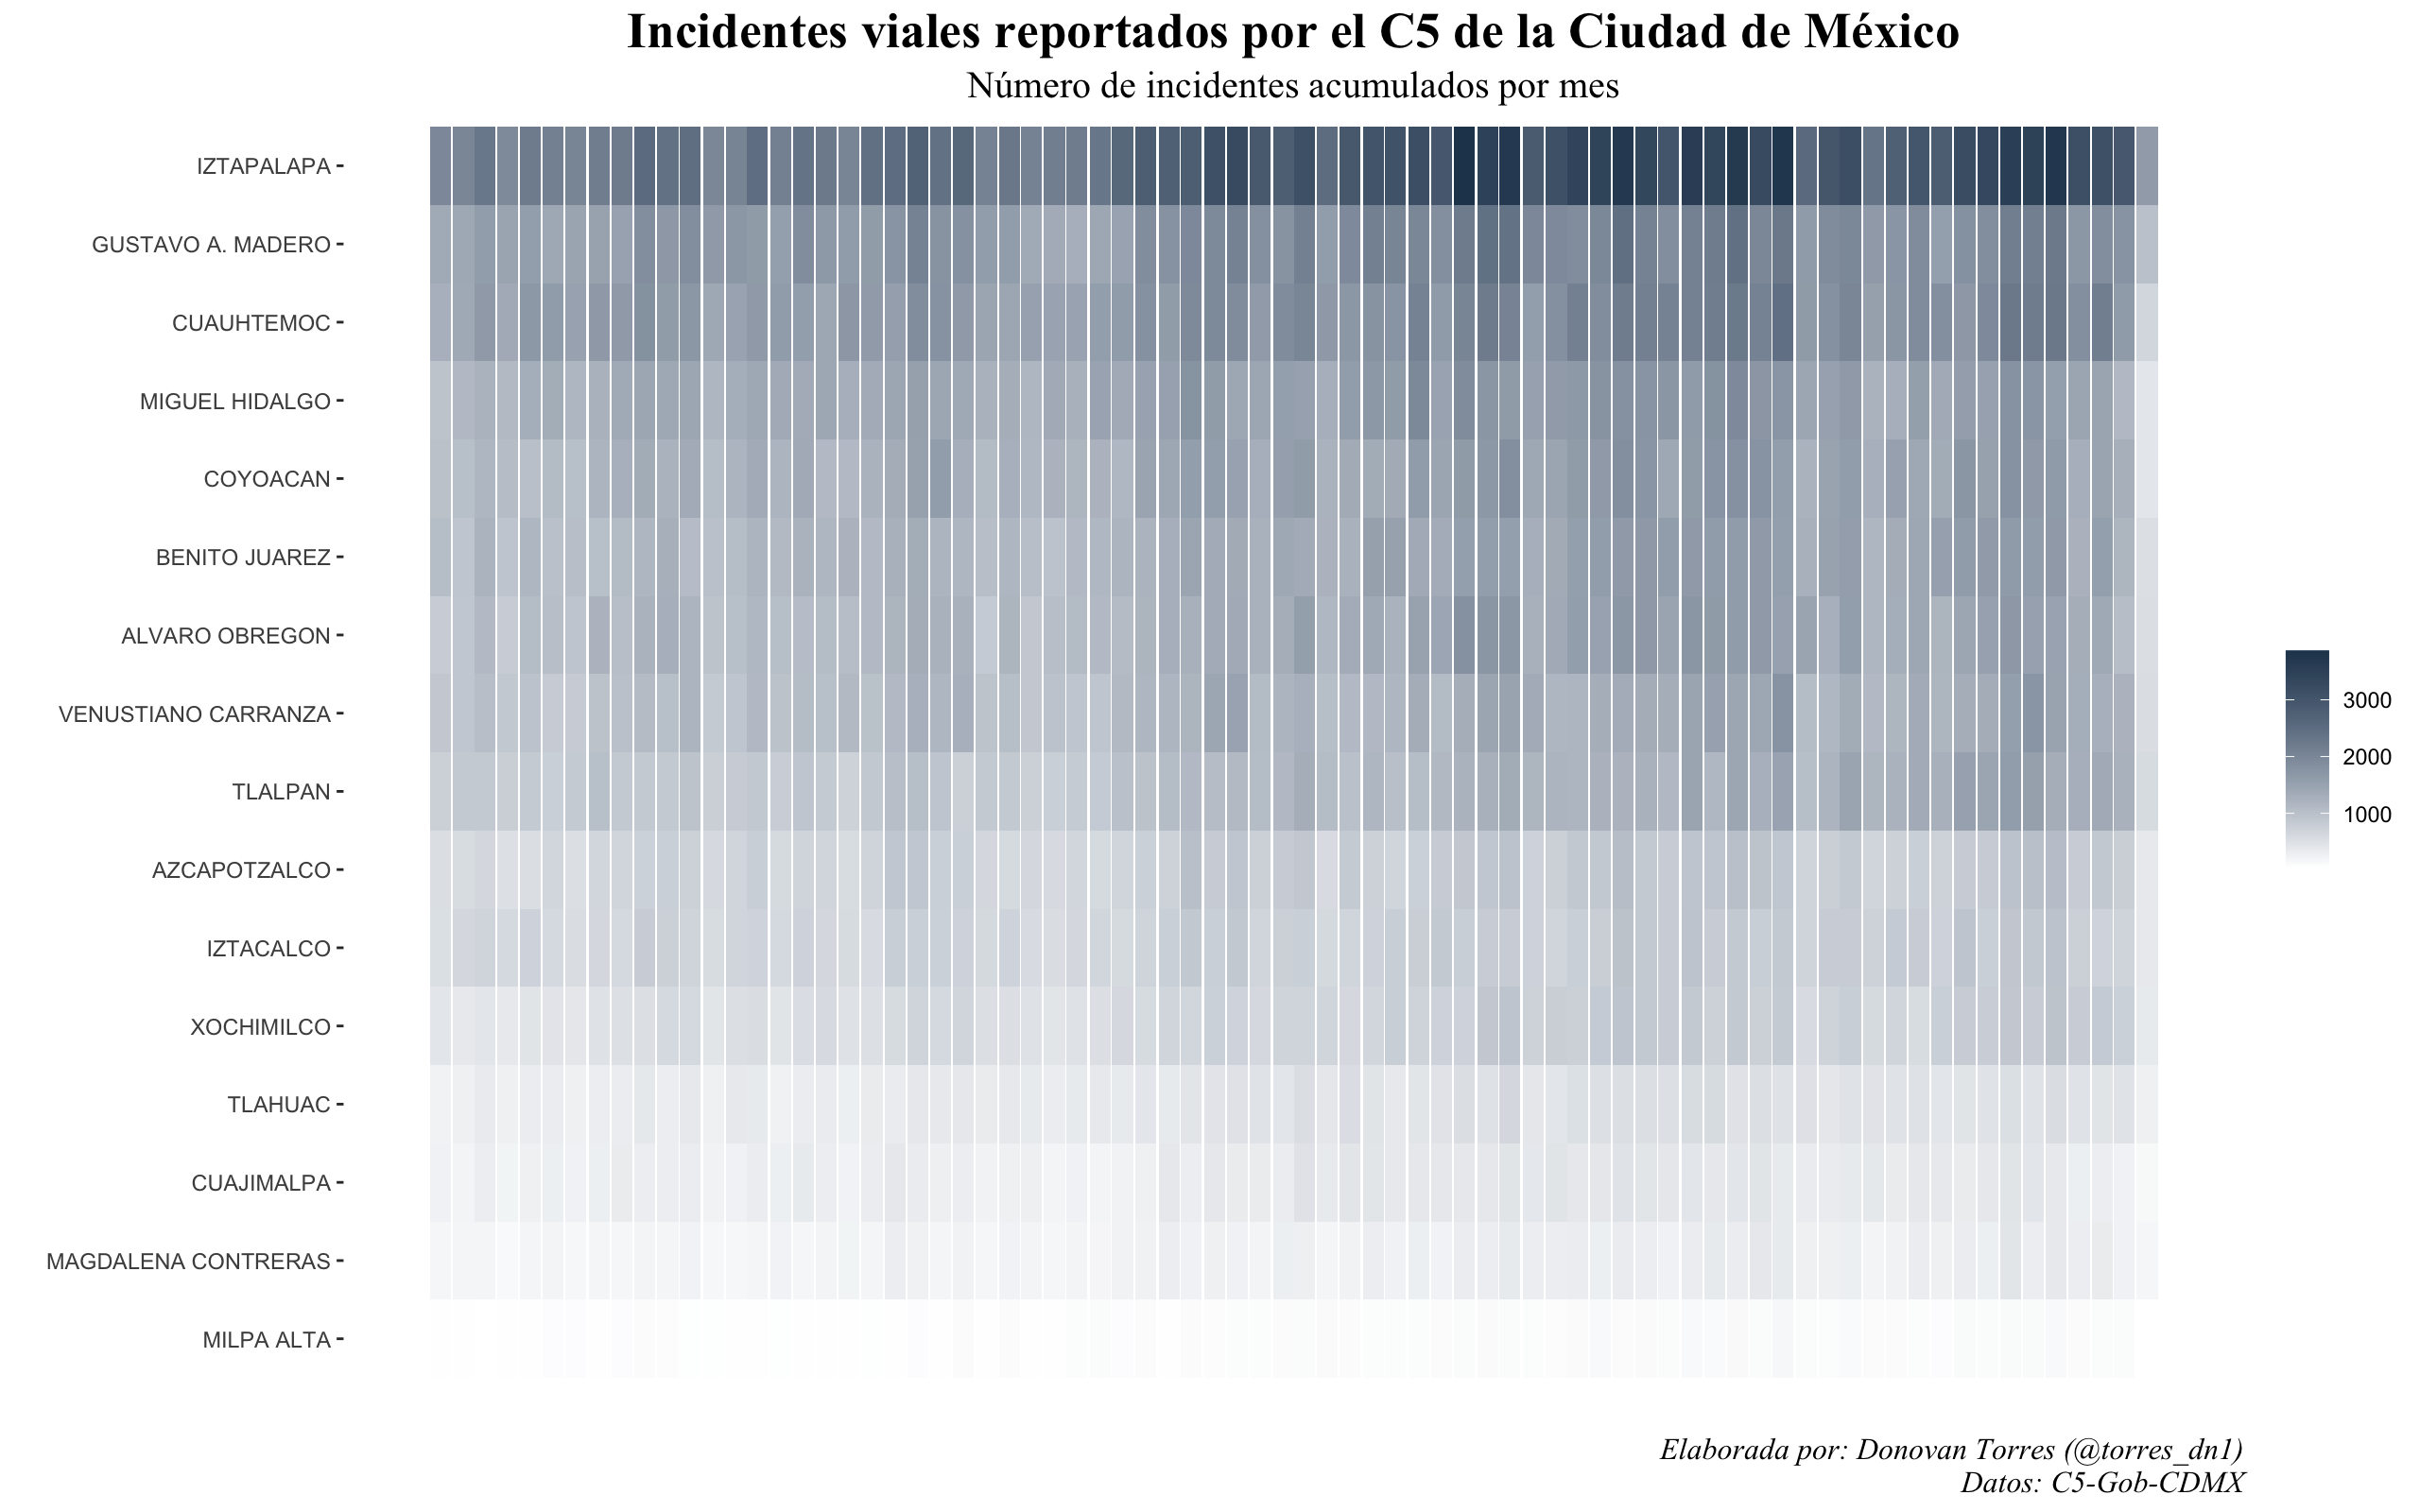 Incidentes viales reportados por el C5 de la Ciudad de México
Número de incidentes acumulados por mes
IZTAPALAPA
GUSTAVO A. MADERO
CUAUHTEMOC
MIGUEL HIDALGO
COYOACAN
BENITO JUAREZ
ALVARO OBREGON
VENUSTIANO CARRANZA
TLALPAN
AZCAPOTZALCO
IZTACALCO
XOCHIMILCO
TLAHUAC
CUAJIMALPA
MAGDALENA CONTRERAS
MILPA ALTA
3000
2000
1000
Elaborada por: Donovan Torres (@torres_dn1)
Datos: C5-Gob-CDMX